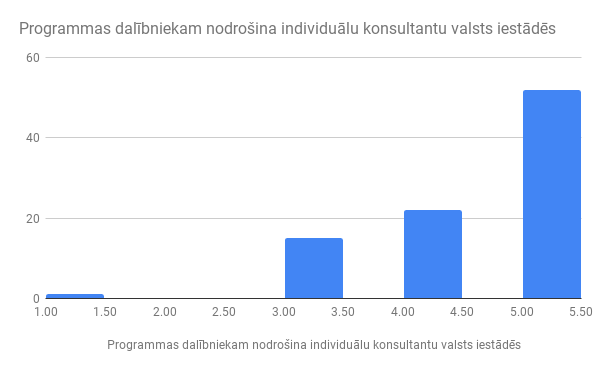 Programmas dalībniekam nodrošina individuālu konsultantu valsts iestādēs
60
40
20
0
1.00 1.50 2.00 2.50 3.00 3.50 4.00 4.50 5.00 5.50
Programmas dalībniekam nodrošina individuālu konsultantu valsts iestādēs